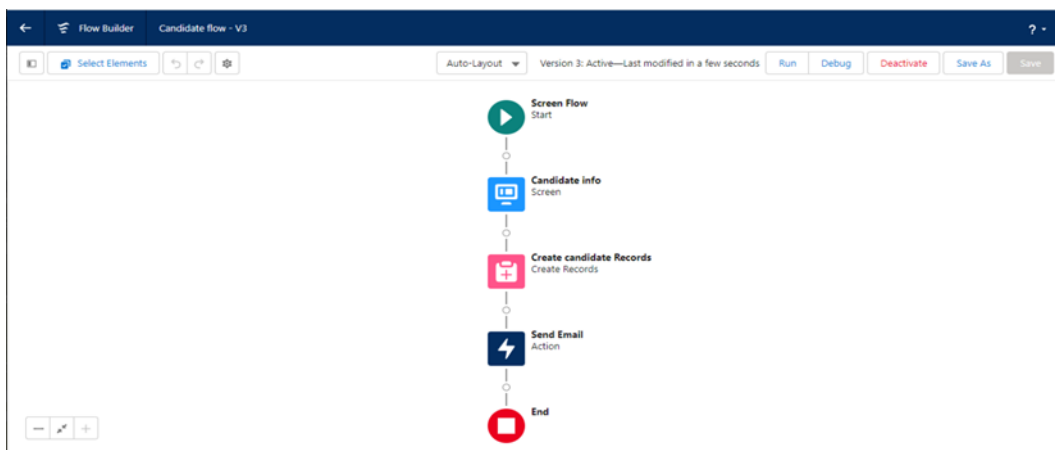 Flow Builder Candidate flow - V3 ?
Select Elements Auto-Layout Version 3: Active—Last modified in a few seconds Run Debug Deactivate Save As Save
Screen Flow
Start
Candidate info
Screen
Create candidate Records
Create Records
Send Email
Action
End